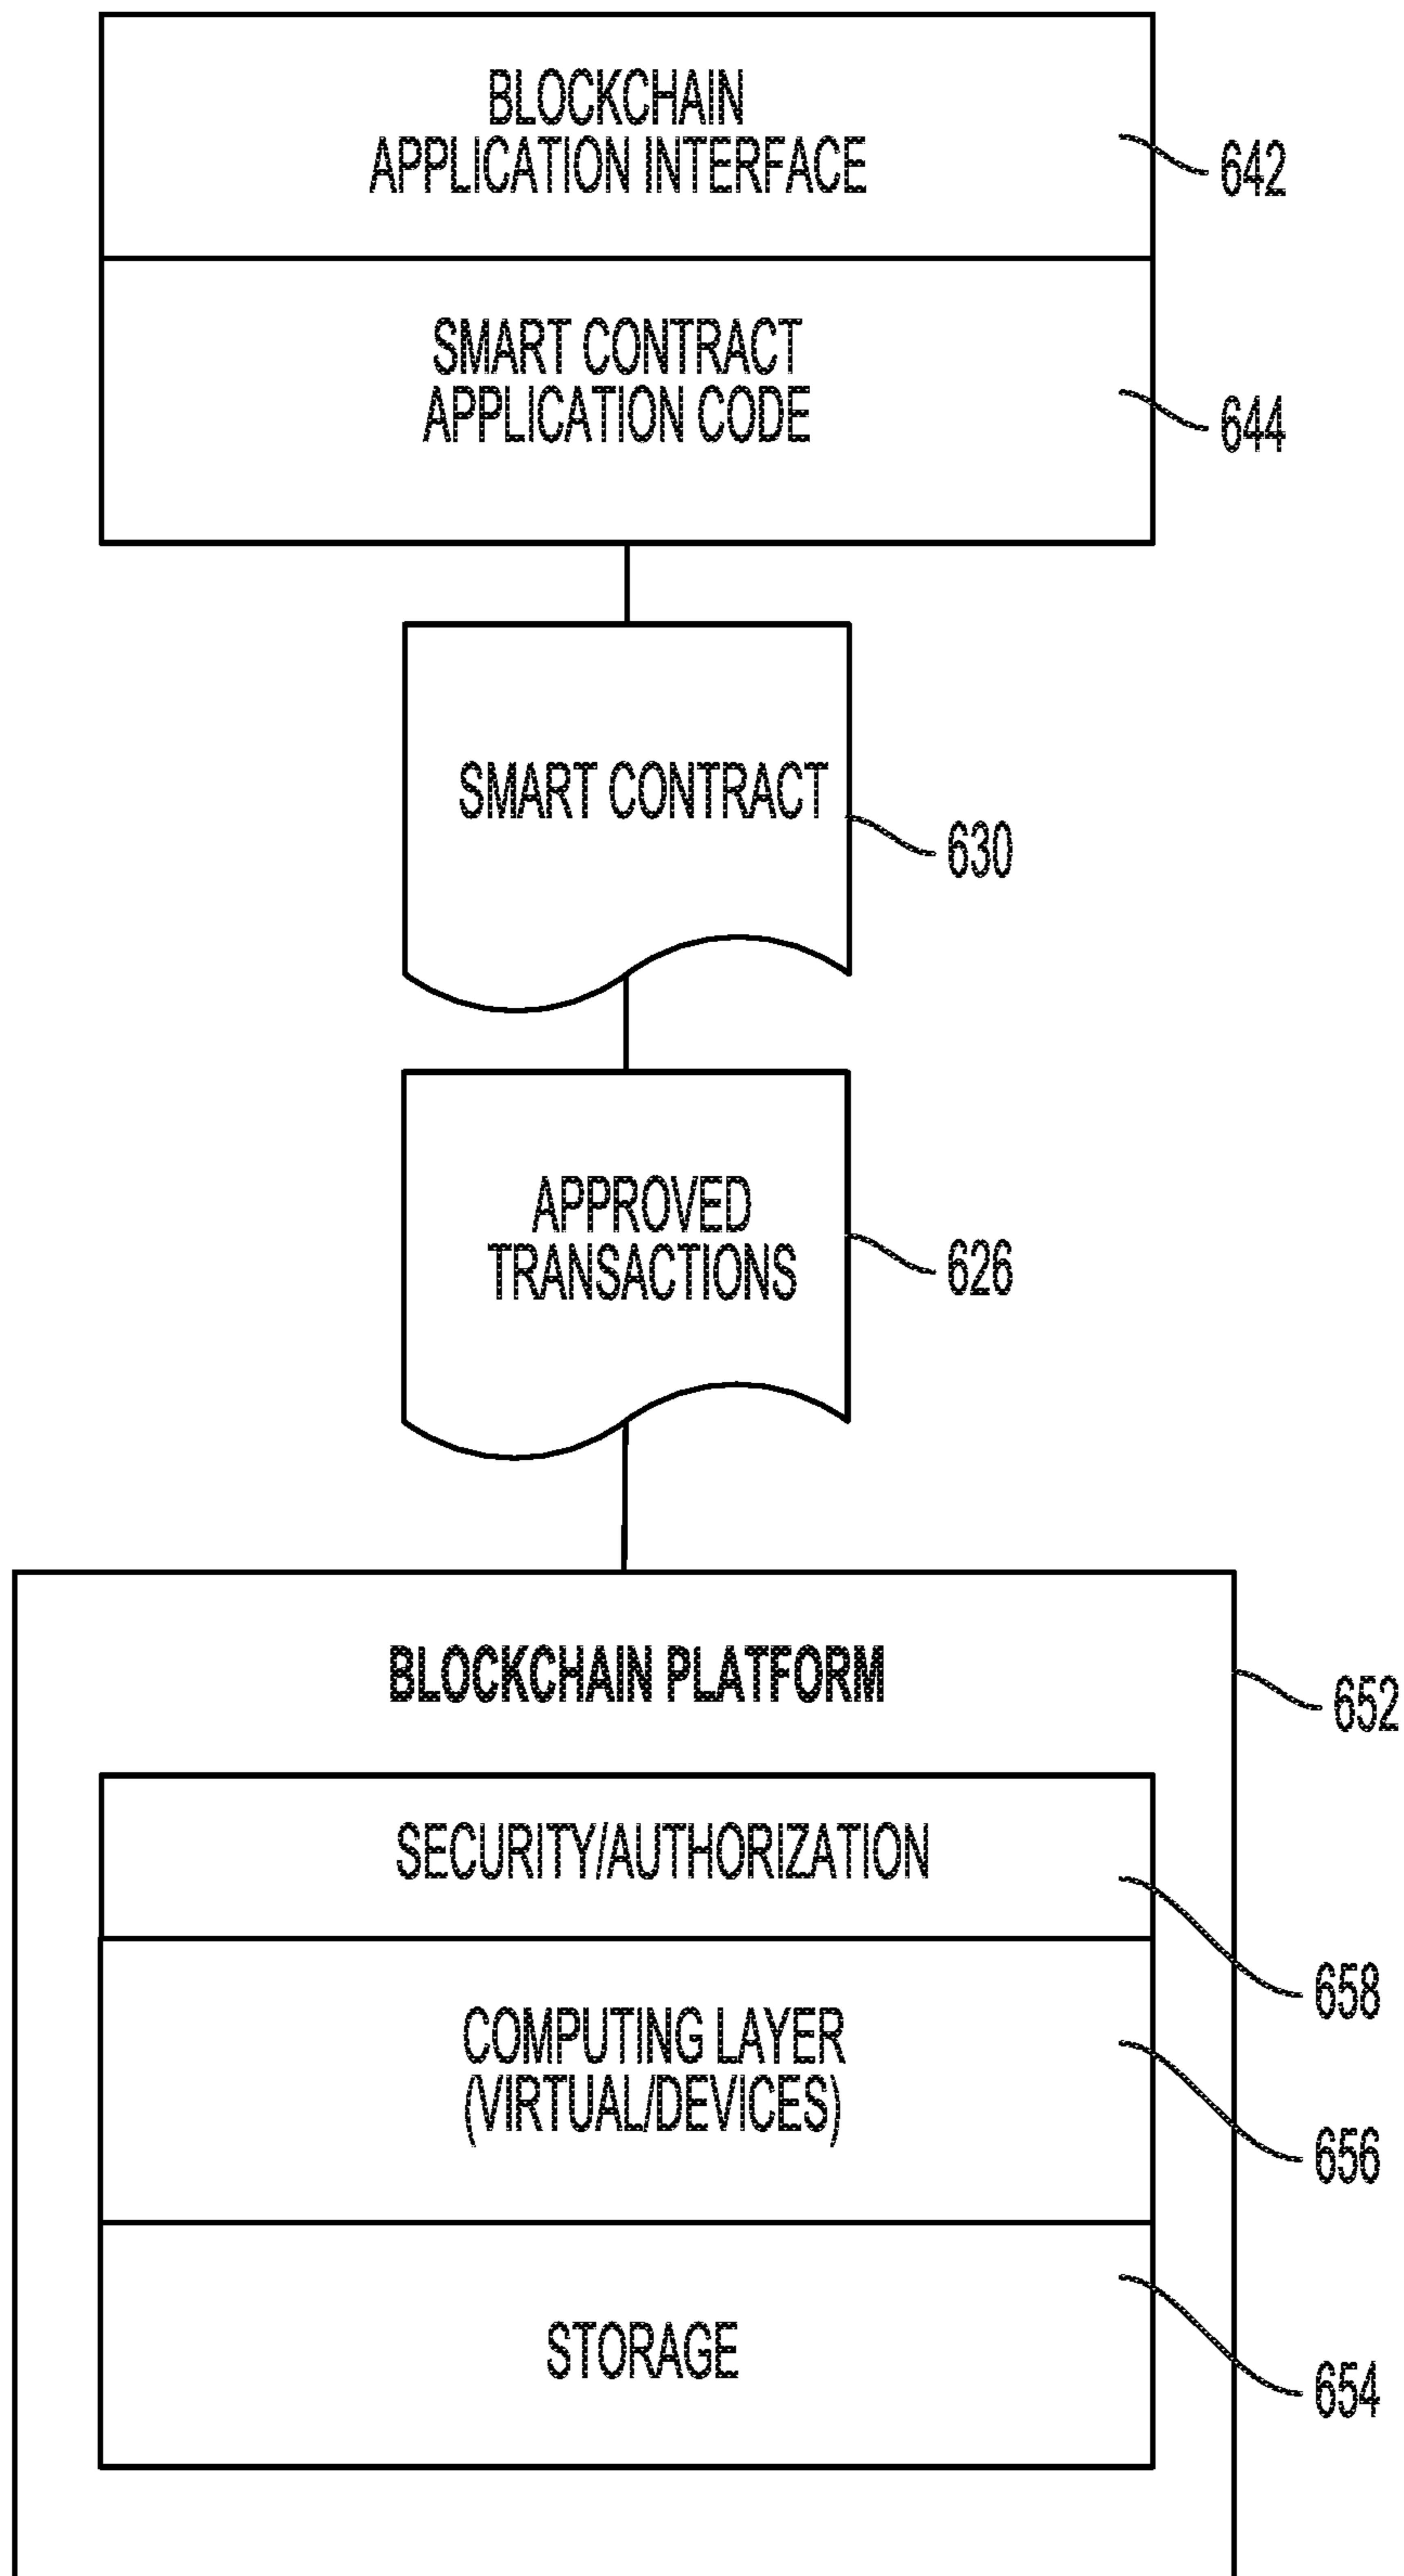 BLOCKCHAIN
APPLICATION INTERFACE
642
SMART CONTRACT
APPLICATION CODE
644
SMART CONTRACT
630
APPROVED
TRANSACTIONS
626
BLOCKCHAIN PLATFORM
652
SECURITY/AUTHORIZATION
658
COMPUTING LAYER
(VIRTUAL/DEVICES)
656
STORAGE
654